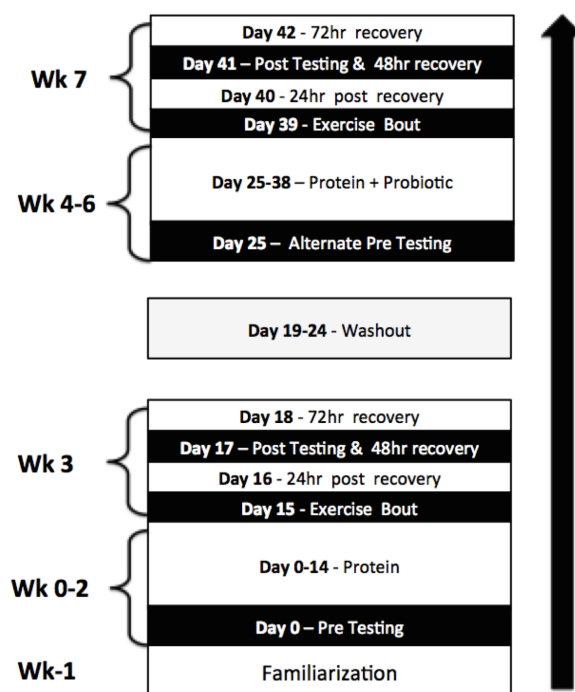 Day 42 - 72hr recovery
Wk 7
Day 41 – Post Testing & 48hr recovery
Day 40 - 24hr post recovery
Day 39 - Exercise Bout
Day 25-38 – Protein + Probiotic
Wk 4-6
Day 25 – Alternate Pre Testing
Day 19-24 - Washout
Day 18 - 72hr recovery
Day 17 – Post Testing & 48hr recovery
Wk 3
Day 16 - 24hr post recovery
Day 15 - Exercise Bout
Day 0-14 - Protein
Wk 0-2
Day 0 – Pre Testing
Wk-1
Familiarization